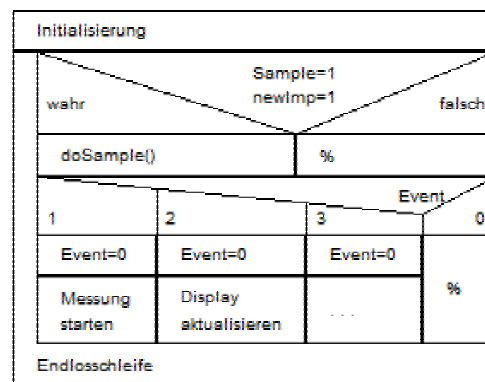 Initialisierung
Sample=1
newImp=1
wahr
falsch
doSample()
%
Event
1
2
3
0
Event=0
Event=0
Event=0
%
Messung
starten
Display
aktualisieren
. . .
Endlosschleife